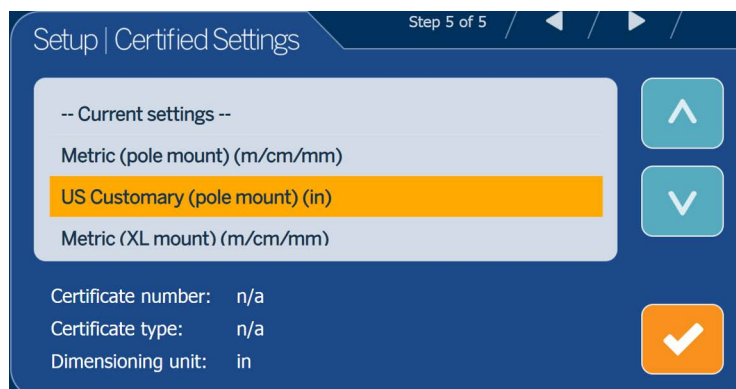 Setup | Certified Settings
Step 5 of 5
-- Current settings --
Metric (pole mount) (m/cm/mm)
US Customary (pole mount) (in)
Metric (XL mount) (m/cm/mm)
Certificate number: n/a
Certificate type: n/a
Dimensioning unit: in